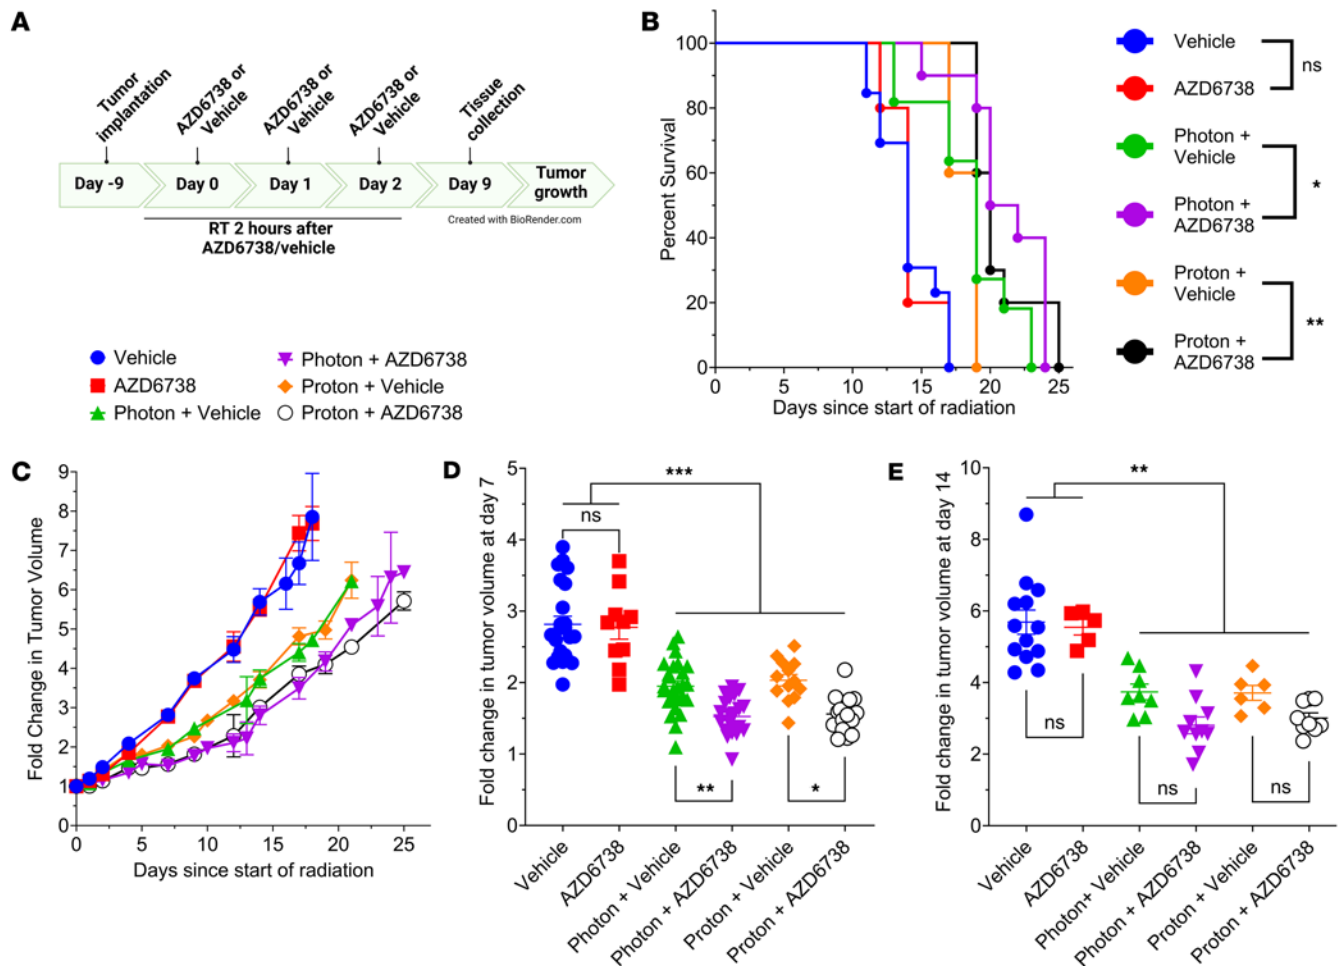 A
Tumor
implantation
AZD6738 or
Vehicle
AZD6738 or
Vehicle
AZD6738 or
Vehicle
Tissue
collection
Day -9
Day 0
Day 1
Day 2
Day 9
Tumor
growth
RT 2 hours after
AZD6738/vehicle
Created with BioRender.com
B
Percent Survival
100
80
60
40
20
0
0
5
10
15
20
25
Days since start of radiation
Vehicle
AZD6738
Photon +
Vehicle
Photon +
AZD6738
Proton +
Vehicle
Proton +
AZD6738
ns
*
**
Vehicle
AZD6738
Photon + Vehicle
Photon + AZD6738
Proton + Vehicle
Proton + AZD6738
C
Fold Change in Tumor Volume
9
8
7
6
5
4
3
2
1
0
0
5
10
15
20
25
Days since start of radiation
D
Fold change in tumor volume at day 7
5
4
3
2
1
0
***
ns
**
*
Vehicle
AZD6738
Photon + Vehicle
Photon + AZD6738
Proton + Vehicle
Proton + AZD6738
E
Fold change in tumor volume at day 14
10
8
6
4
2
0
**
ns
ns
ns
Vehicle
AZD6738
Photon+ Vehicle
Photon + AZD6738
Proton + Vehicle
Proton + AZD6738